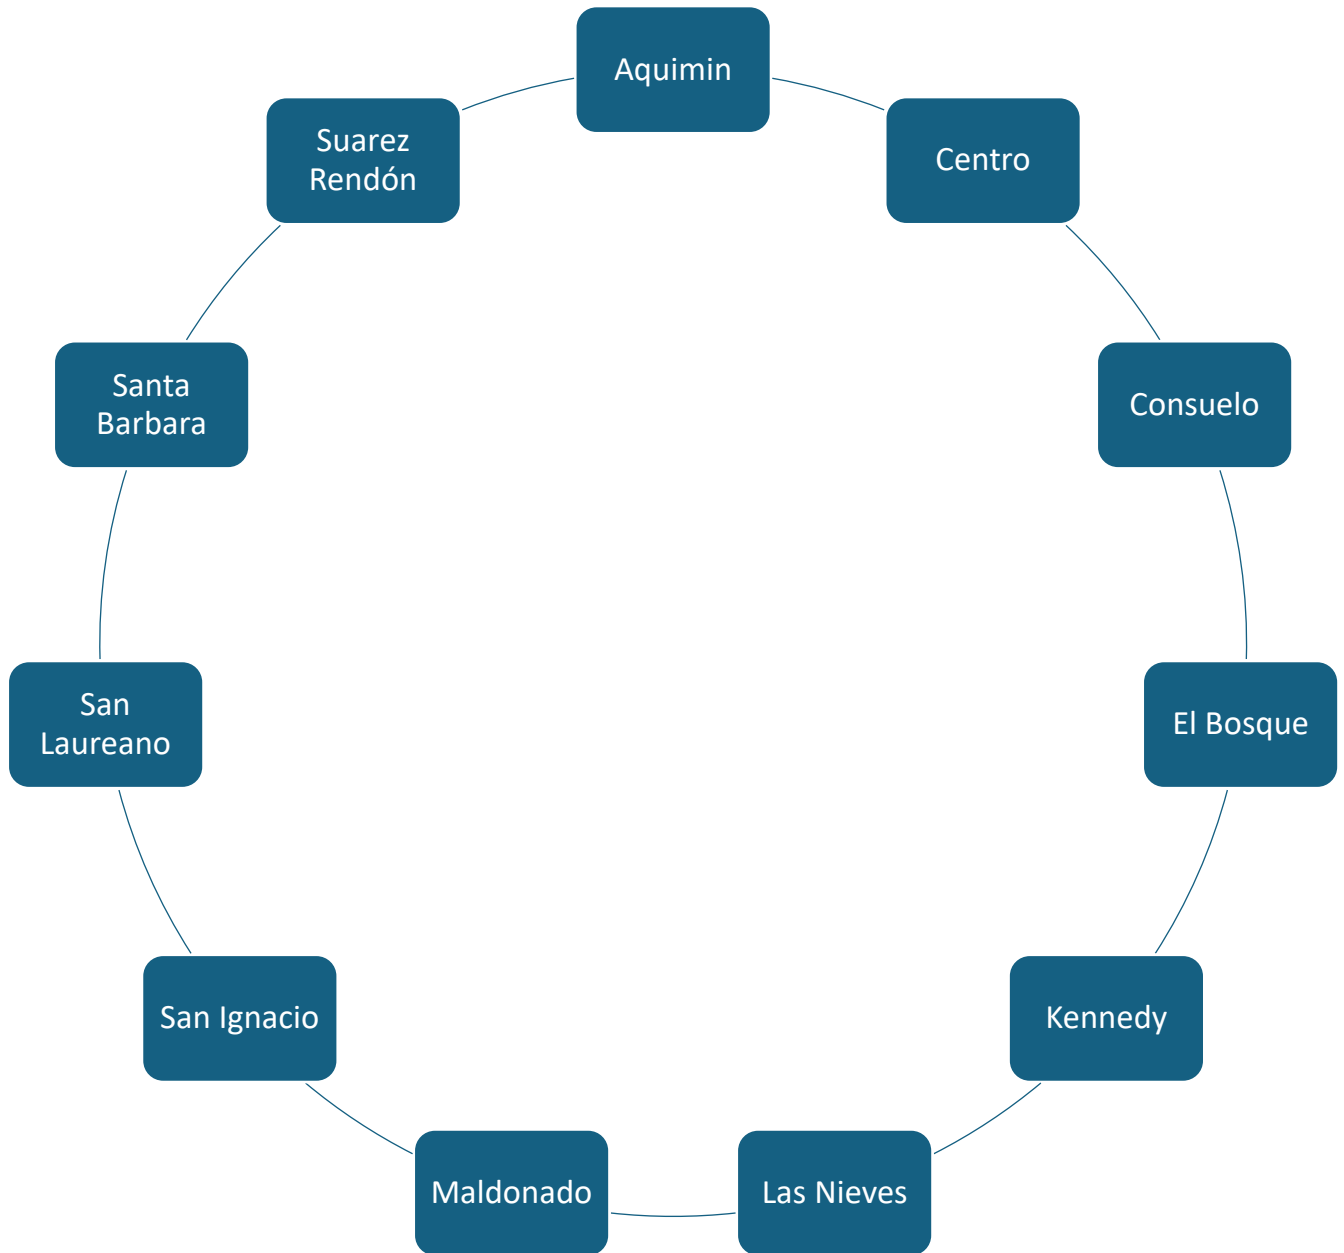 Aquimin
Centro
Consuelo
El Bosque
Kennedy
Las Nieves
Maldonado
San Ignacio
San
Laureano
Santa
Barbara
Suarez
Rendón